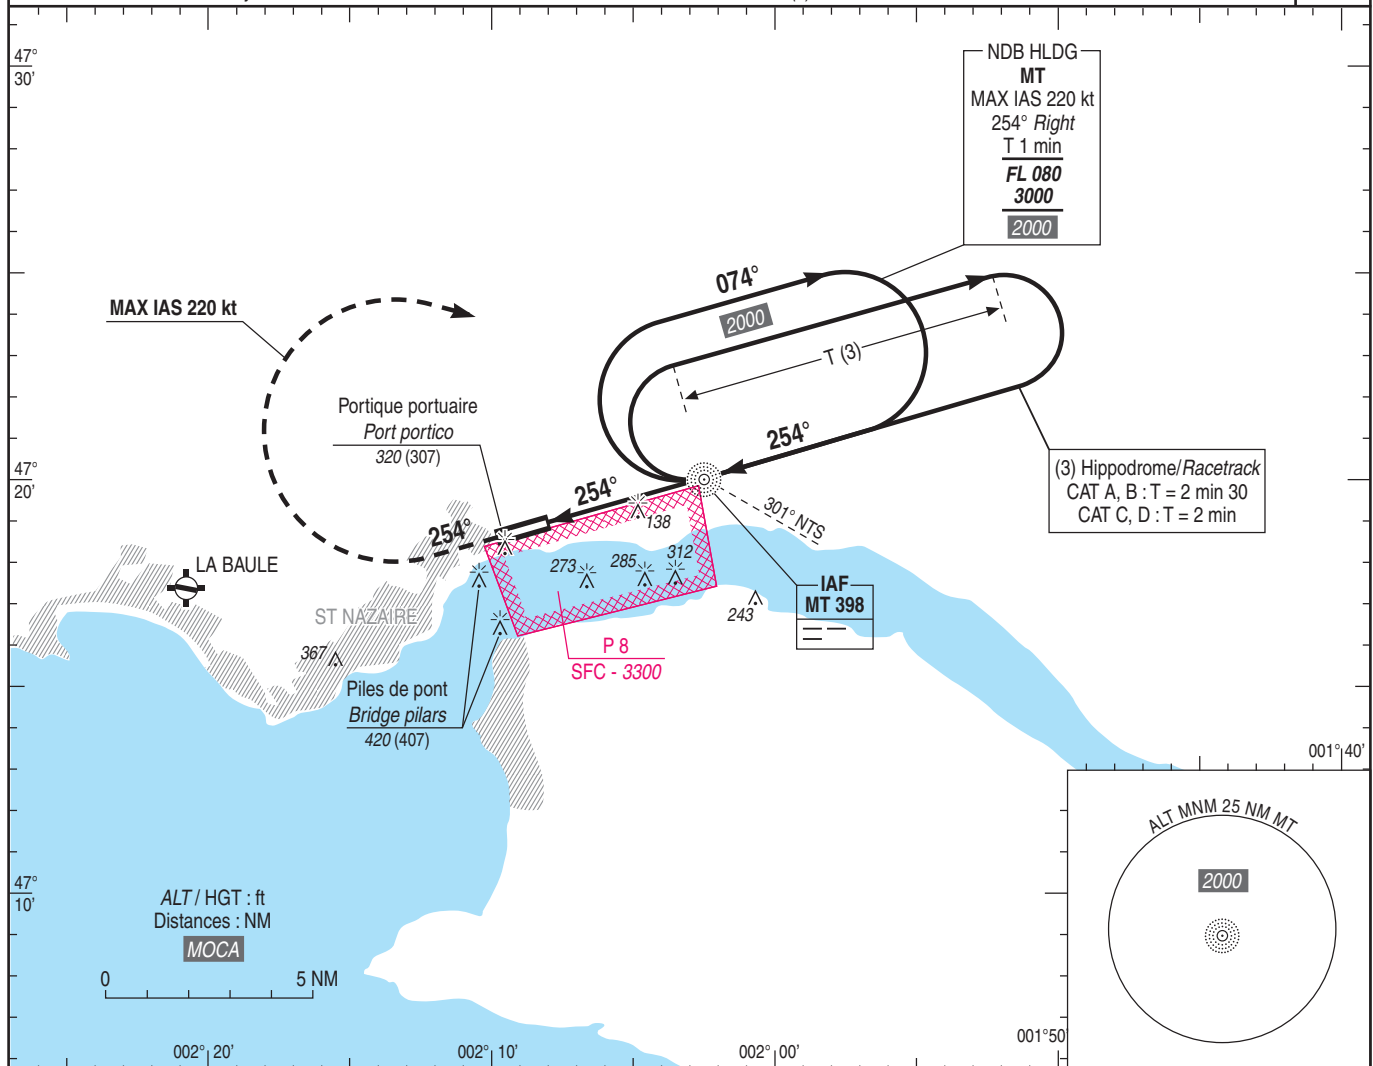 47°
30'
NDB HLDG
MT
MAX IAS 220 kt
254° Right
T 1 min
FL 080
3000
2000
074°
2000
MAX IAS 220 kt
T (3)
Portique portuaire
Port portico
320 (307)
254°
47°
20'
(3) Hippodrome/Racetrack
CAT A, B : T = 2 min 30
CAT C, D : T = 2 min
254°
301° NTS
138
254°
LA BAULE
273
285
312
IAF
MT 398
243
ST NAZAIRE
367
P 8
SFC - 3300
Piles de pont
Bridge pilars
420 (407)
001° 40'
ALT MNM 25 NM MT
2000
47°
10'
ALT / HGT : ft
Distances : NM
MOCA
0
5 NM
002° 20'
002° 10'
002° 00'
001°50'